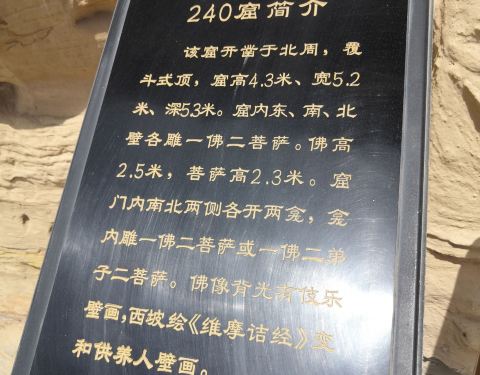 240窟简介
该窟开凿于北周，覆
斗式顶，窟高4.3米、宽5.2
米、深53米。窟内东、南、北
壁各雕一佛二菩萨。佛高
2.5米，菩萨高2.3米。窟
门内南北两侧各开两龛，龛
内雕一佛二菩萨或一佛二弟
子二菩萨。佛像背光有伎乐
壁画,西坡绘《维摩诘经》变
和供养人壁画。